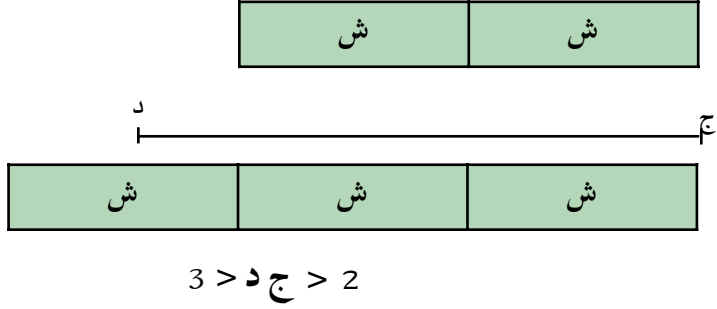 ش ش
ج د
ش ش ش
2 < ج د < 3